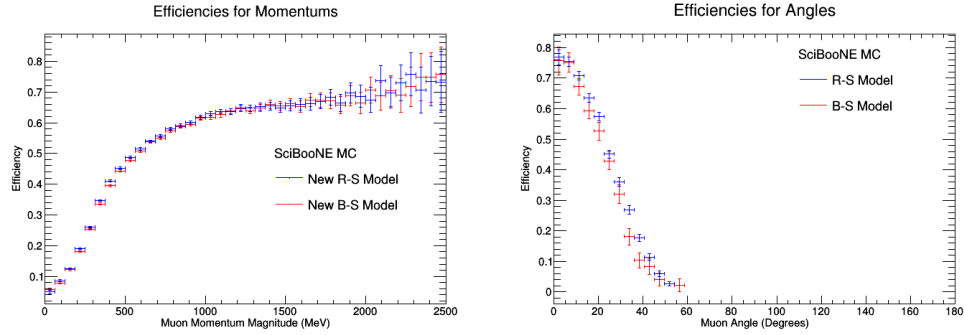 Efficiencies for Momentums
Efficiency
0.8
0.7
0.6
0.5
0.4
0.3
0.2
0.1
SciBooNE MC
New R-S Model
New B-S Model
0 500 1000 1500 2000 2500
Muon Momentum Magnitude (MeV)
Efficiencies for Angles
Efficiency
0.8
0.7
0.6
0.5
0.4
0.3
0.2
0.1
0
SciBooNE MC
R-S Model
B-S Model
0 20 40 60 80 100 120 140 160 180
Muon Angle (Degrees)